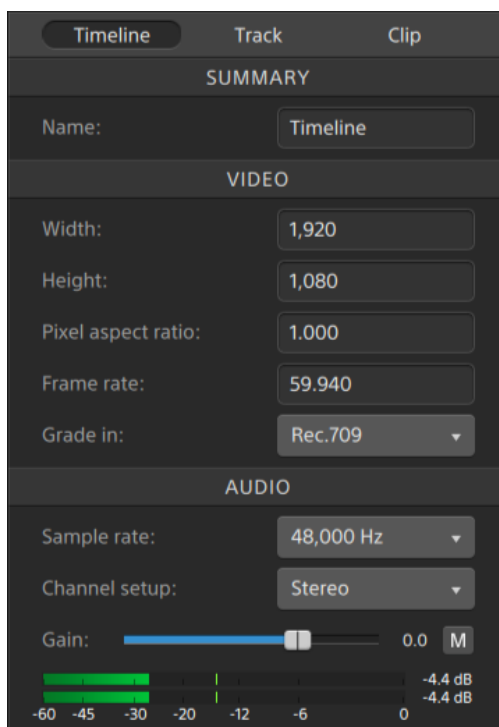 Timeline Track Clip
SUMMARY
Name: Timeline
VIDEO
Width: 1,920
Height: 1,080
Pixel aspect ratio: 1.000
Frame rate: 59.940
Grade in: Rec.709
AUDIO
Sample rate: 48,000 Hz
Channel setup: Stereo
Gain: 0.0 M
-4.4 dB
-4.4 dB
-60 -45 -30 -20 -12 -6 0